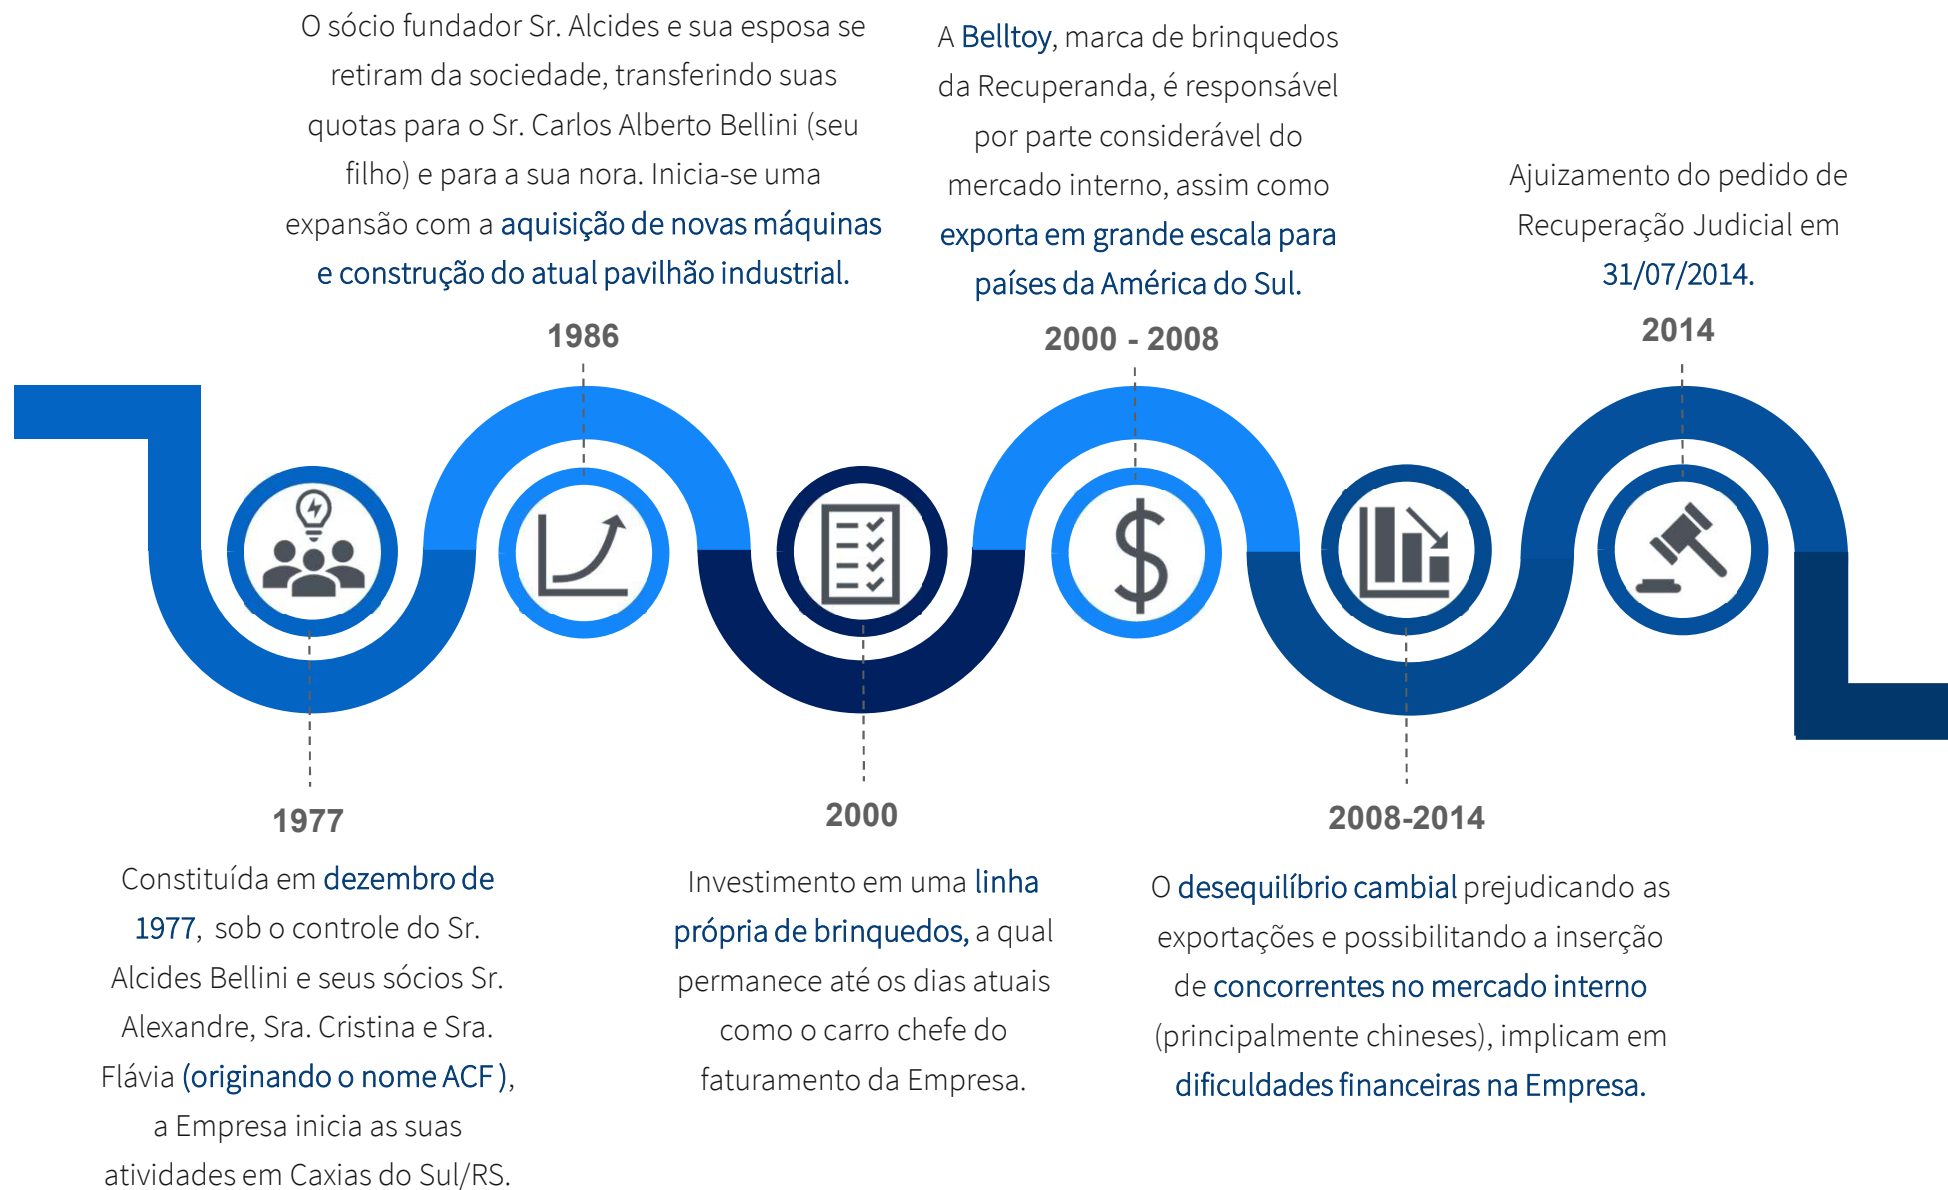 O sócio fundador Sr. Alcides e sua esposa se
retiram da sociedade, transferindo suas
quotas para o Sr. Carlos Alberto Bellini (seu
filho) e para a sua nora. Inicia-se uma
expansão com a aquisição de novas máquinas
e construção do atual pavilhão industrial.
1986
A Belltoy, marca de brinquedos
da Recuperanda, é responsável
por parte considerável do
mercado interno, assim como
exporta em grande escala para
países da América do Sul.
2000 - 2008
Ajuizamento do pedido de
Recuperação Judicial em
31/07/2014.
2014
1977
Constituída em dezembro de
1977, sob o controle do Sr.
Alcides Bellini e seus sócios Sr.
Alexandre, Sra. Cristina e Sra.
Flávia (originando o nome ACF ),
a Empresa inicia as suas
atividades em Caxias do Sul/RS.
2000
Investimento em uma linha
própria de brinquedos, a qual
permanece até os dias atuais
como o carro chefe do
faturamento da Empresa.
2008-2014
O desequilíbrio cambial prejudicando as
exportações e possibilitando a inserção
de concorrentes no mercado interno
(principalmente chineses), implicam em
dificuldades financeiras na Empresa.